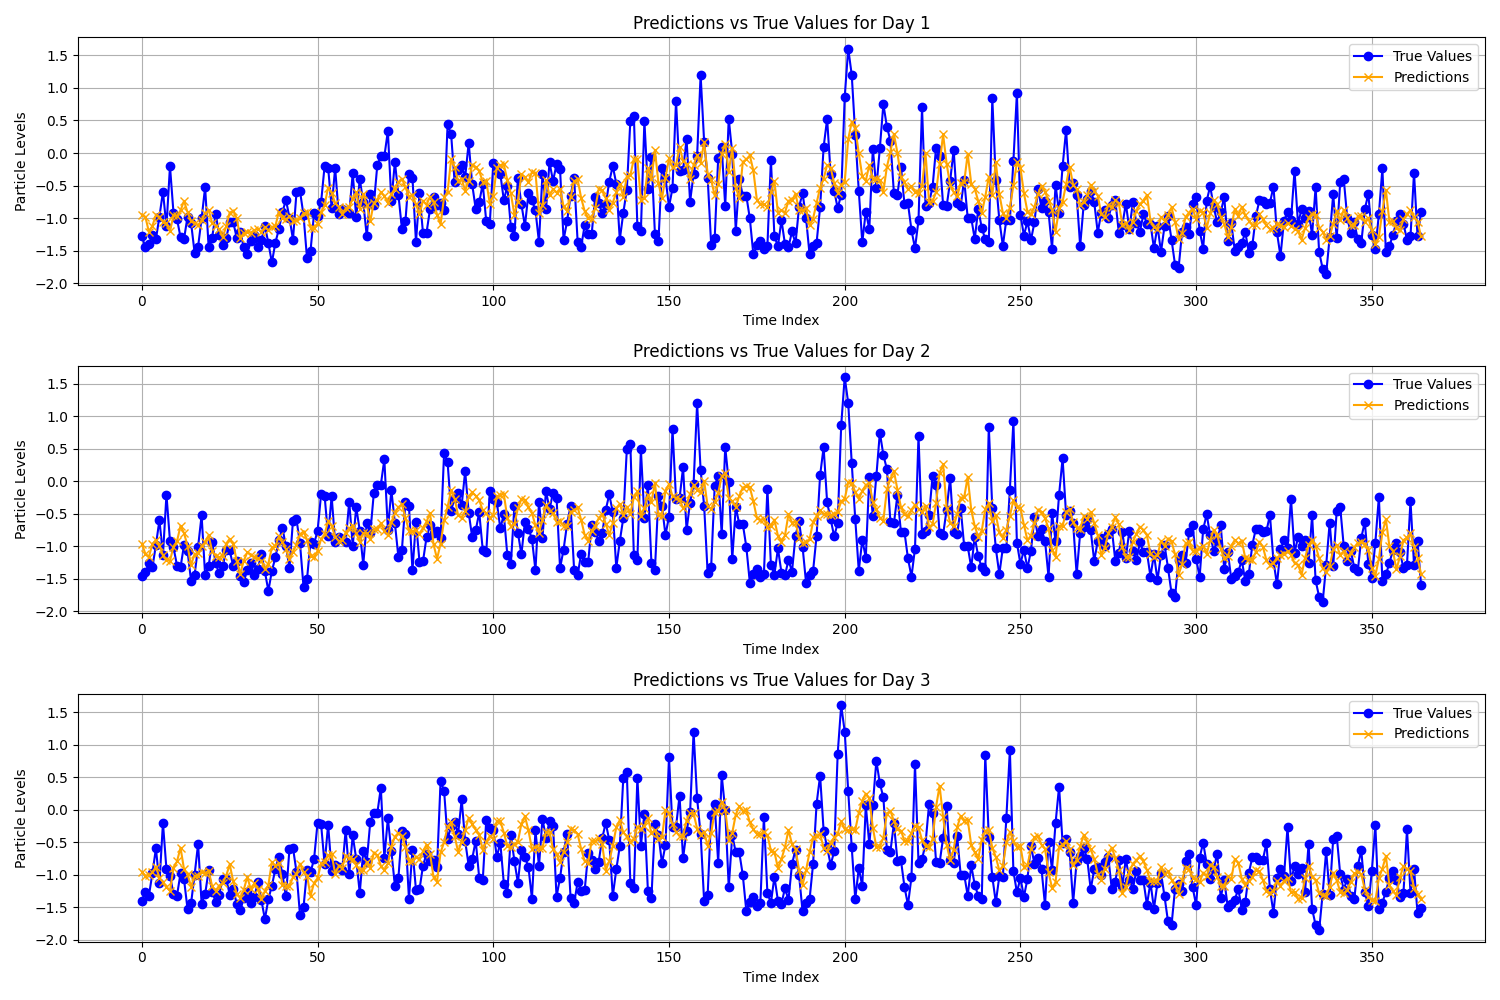 Predictions vs True Values for Day 1
True Values
Predictions
Particle Levels
1.5
1.0
0.5
0.0
−0.5
−1.0
−1.5
−2.0
0 50 100 150 200 250 300 350
Time Index
Predictions vs True Values for Day 2
True Values
Predictions
Particle Levels
1.5
1.0
0.5
0.0
−0.5
−1.0
−1.5
−2.0
0 50 100 150 200 250 300 350
Time Index
Predictions vs True Values for Day 3
True Values
Predictions
Particle Levels
1.5
1.0
0.5
0.0
−0.5
−1.0
−1.5
−2.0
0 50 100 150 200 250 300 350
Time Index